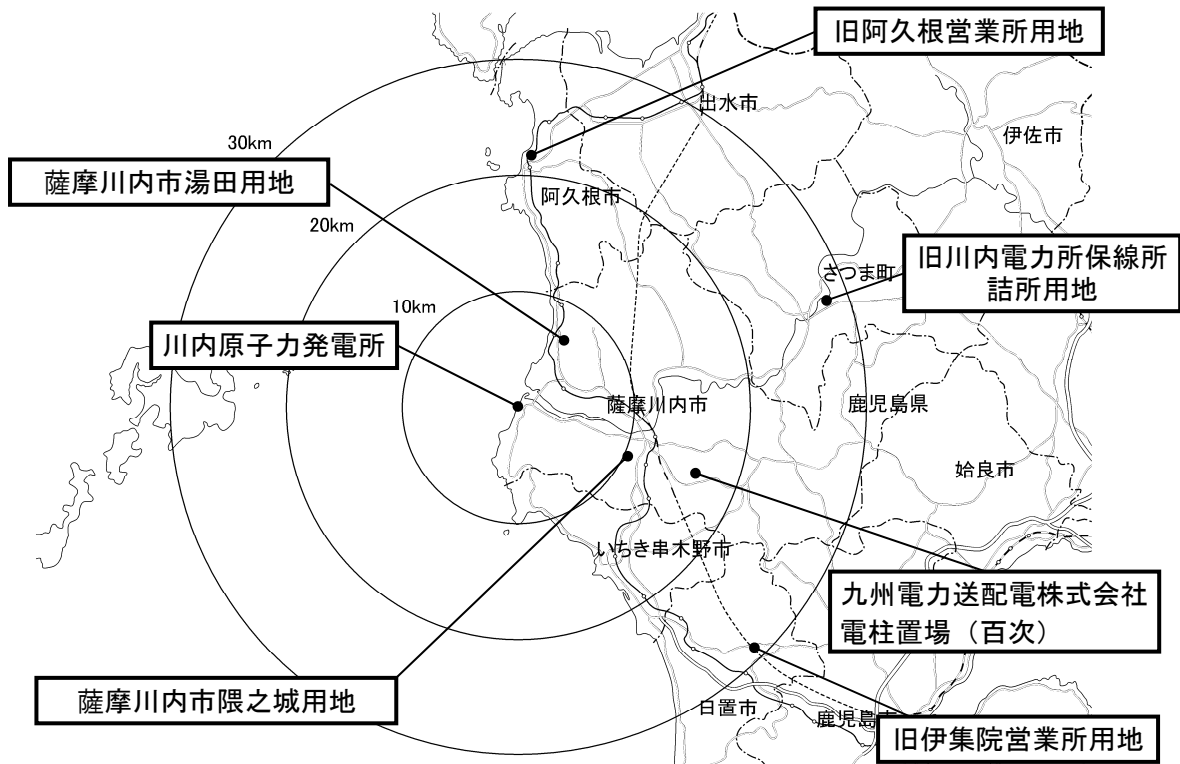 旧阿久根営業所用地
出水市
伊佐市
30km
薩摩川内市湯田用地
阿久根市
20km
旧川内電力所保線所
詰所用地
さつま町
10km
川内原子力発電所
薩摩川内市
鹿児島県
姶良市
いちき串木野市
九州電力送配電株式会社
電柱置場（百次）
薩摩川内市隈之城用地
日置市
鹿児島市
旧伊集院営業所用地